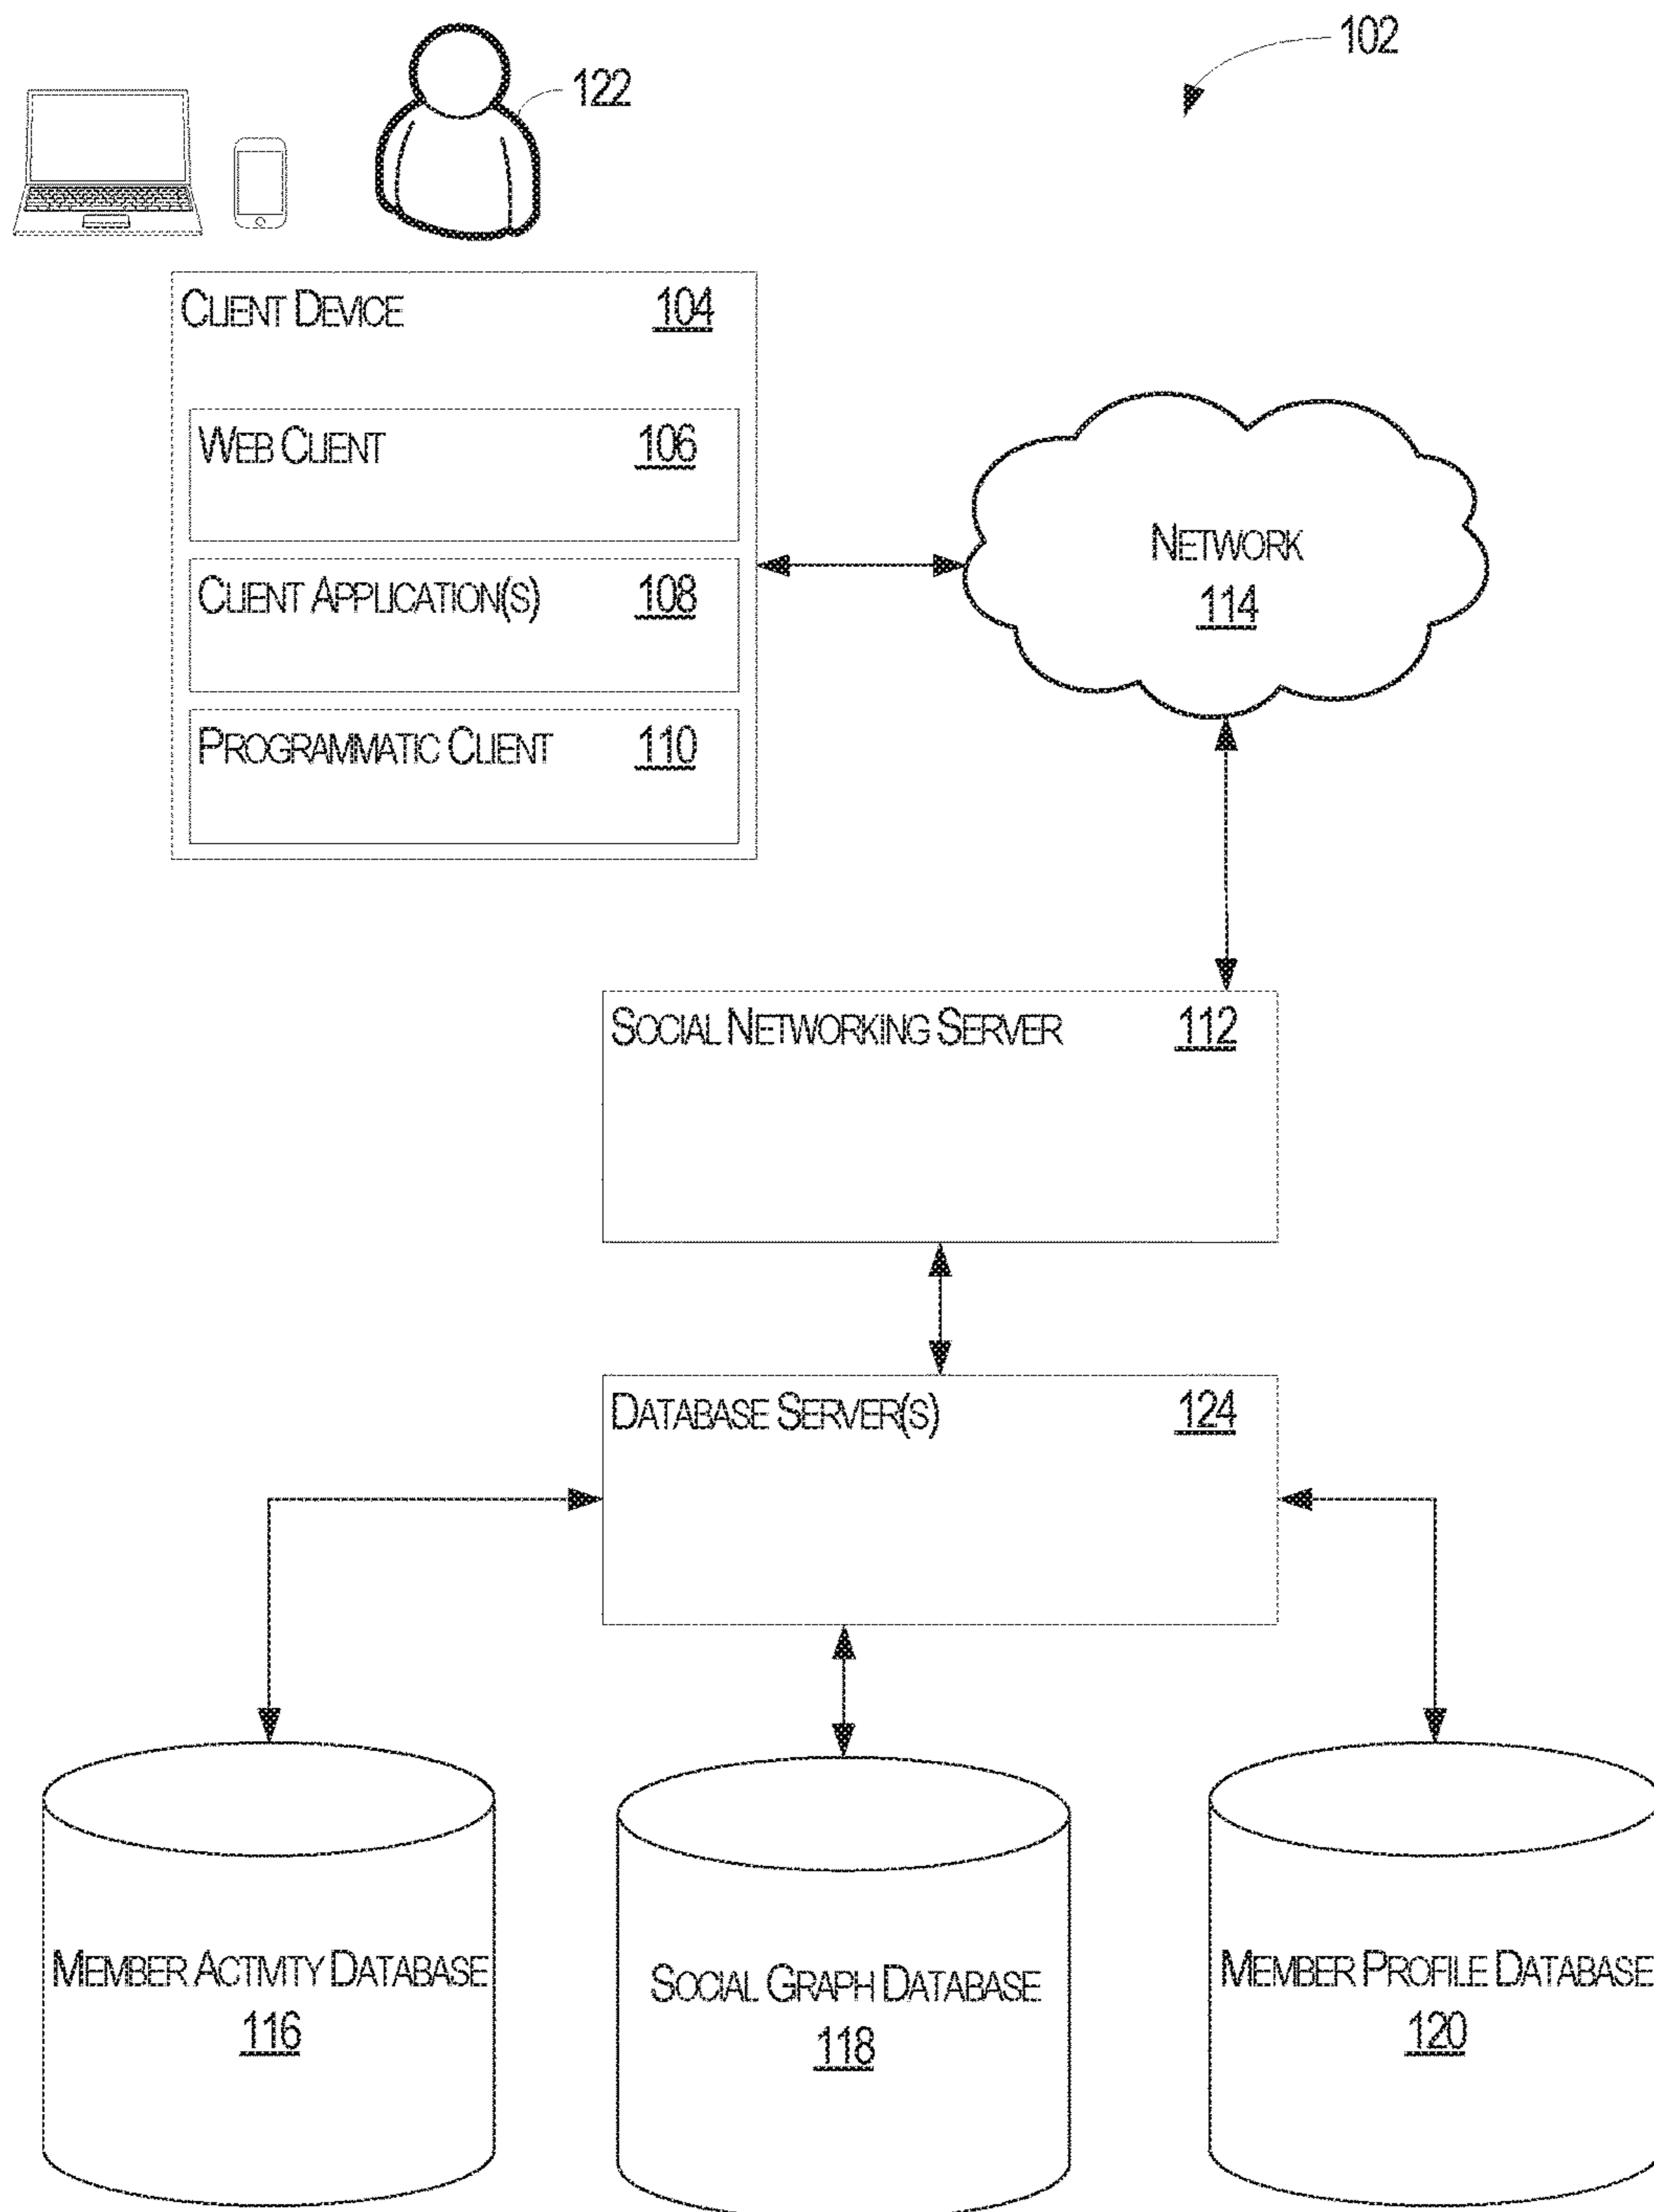 102
122
CLIENT DEVICE 104
WEB CLIENT 106
CLIENT APPLICATION(S) 108
PROGRAMMATIC CLIENT 110
NETWORK
114
SOCIAL NETWORKING SERVER 112
DATABASE SERVER(S) 124
MEMBER ACTIVITY DATABASE
116
SOCIAL GRAPH DATABASE
118
MEMBER PROFILE DATABASE
120